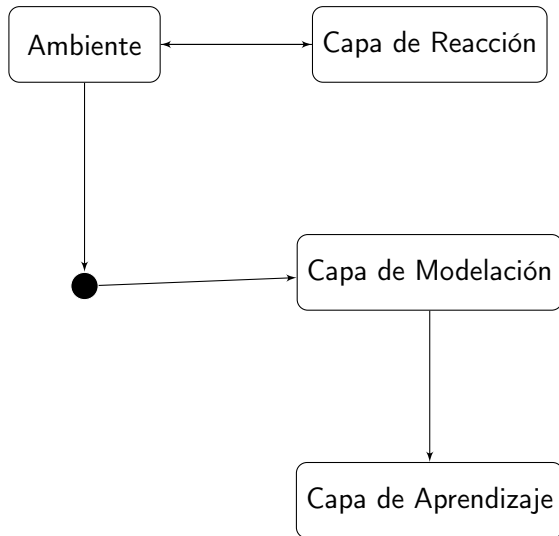 Ambiente
Capa de Reacción
Capa de Modelación
Capa de Aprendizaje